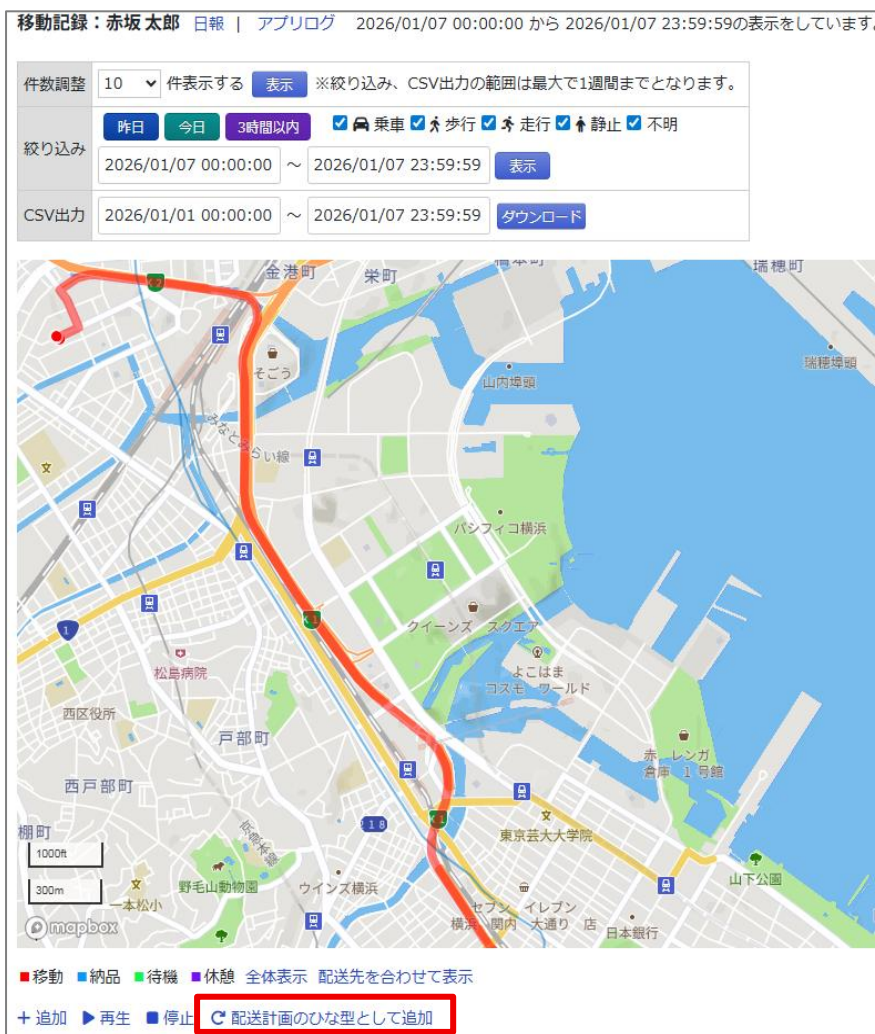 移動記録：赤坂 太郎 日報 | アプリログ 2026/01/07 00:00:00 から 2026/01/07 23:59:59の表示をしています。
件数調整 10 件表示する 表示 ※絞り込み、CSV出力の範囲は最大で1週間までとなります。
絞り込み 昨日 今日 3時間以内 乗車 歩行 走行 静止 不明
2026/01/07 00:00:00 ～ 2026/01/07 23:59:59 表示
CSV出力 2026/01/01 00:00:00 ～ 2026/01/07 23:59:59 ダウンロード
金港町
栄町
瑞穂町
K2
そごう
瑞穂埠頭
山内埠頭
みなとみらい線
パシフィコ横浜
K1
クイーンズ スクエア
1
松島病院
よこはま
コスモ ワールド
西区役所
戸部町
赤 レンガ
倉庫 1 号館
西戸部町
K1
218
東京芸大大学院
棚町
京急本線
1000ft
300m
野毛山動物園
一本松小
ウインズ横浜
山下公園
セブン イレブン
横浜 関内 大通り 店
日本銀行
mapbox
移動 納品 待機 休憩 全体表示 配送先を合わせて表示
+ 追加 再生 停止 配送計画のひな型として追加